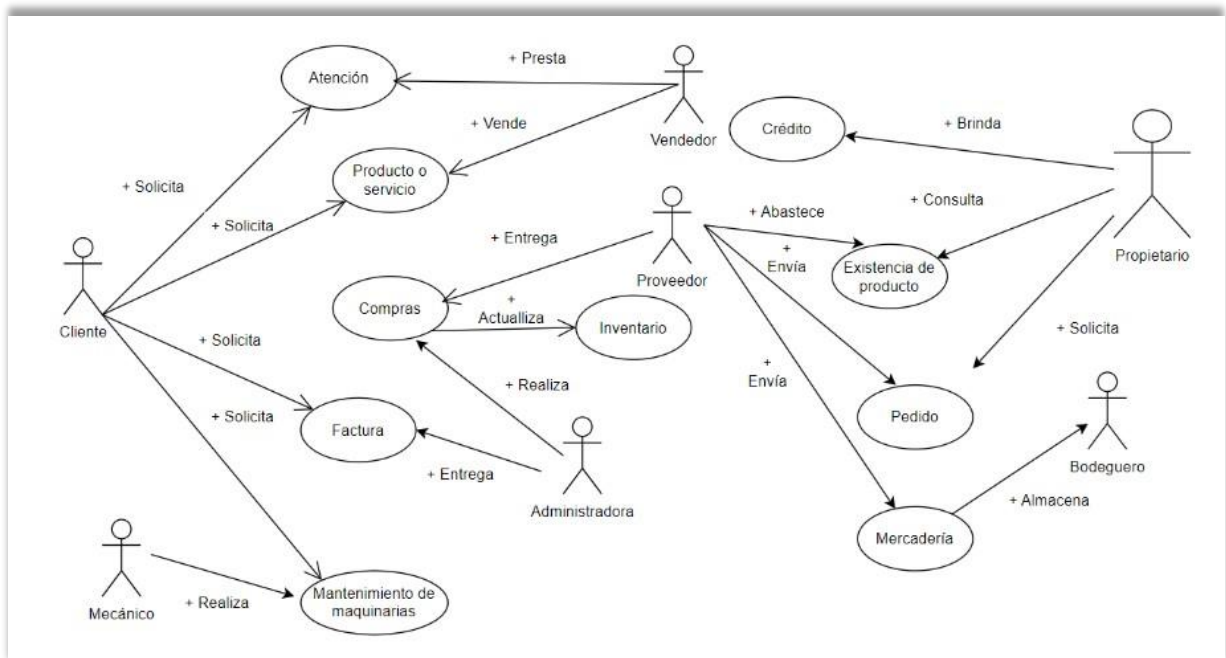 + Presta
Atención
+ Vende
Vendedor
Crédito
+ Brinda
Producto o
servicio
+ Solicita
+ Solicita
+ Abastece
+ Consulta
+ Entrega
+
Envía
Existencia de
producto
Propietario
Proveedor
Compras
+
Actualliza
Inventario
Cliente
+ Solicita
+ Solicita
+
Envía
+ Realiza
+ Solicita
Factura
Pedido
+ Entrega
Bodeguero
Administradora
+ Almacena
Mercadería
Mecánico
+ Realiza
Mantenimiento de
maquinarias